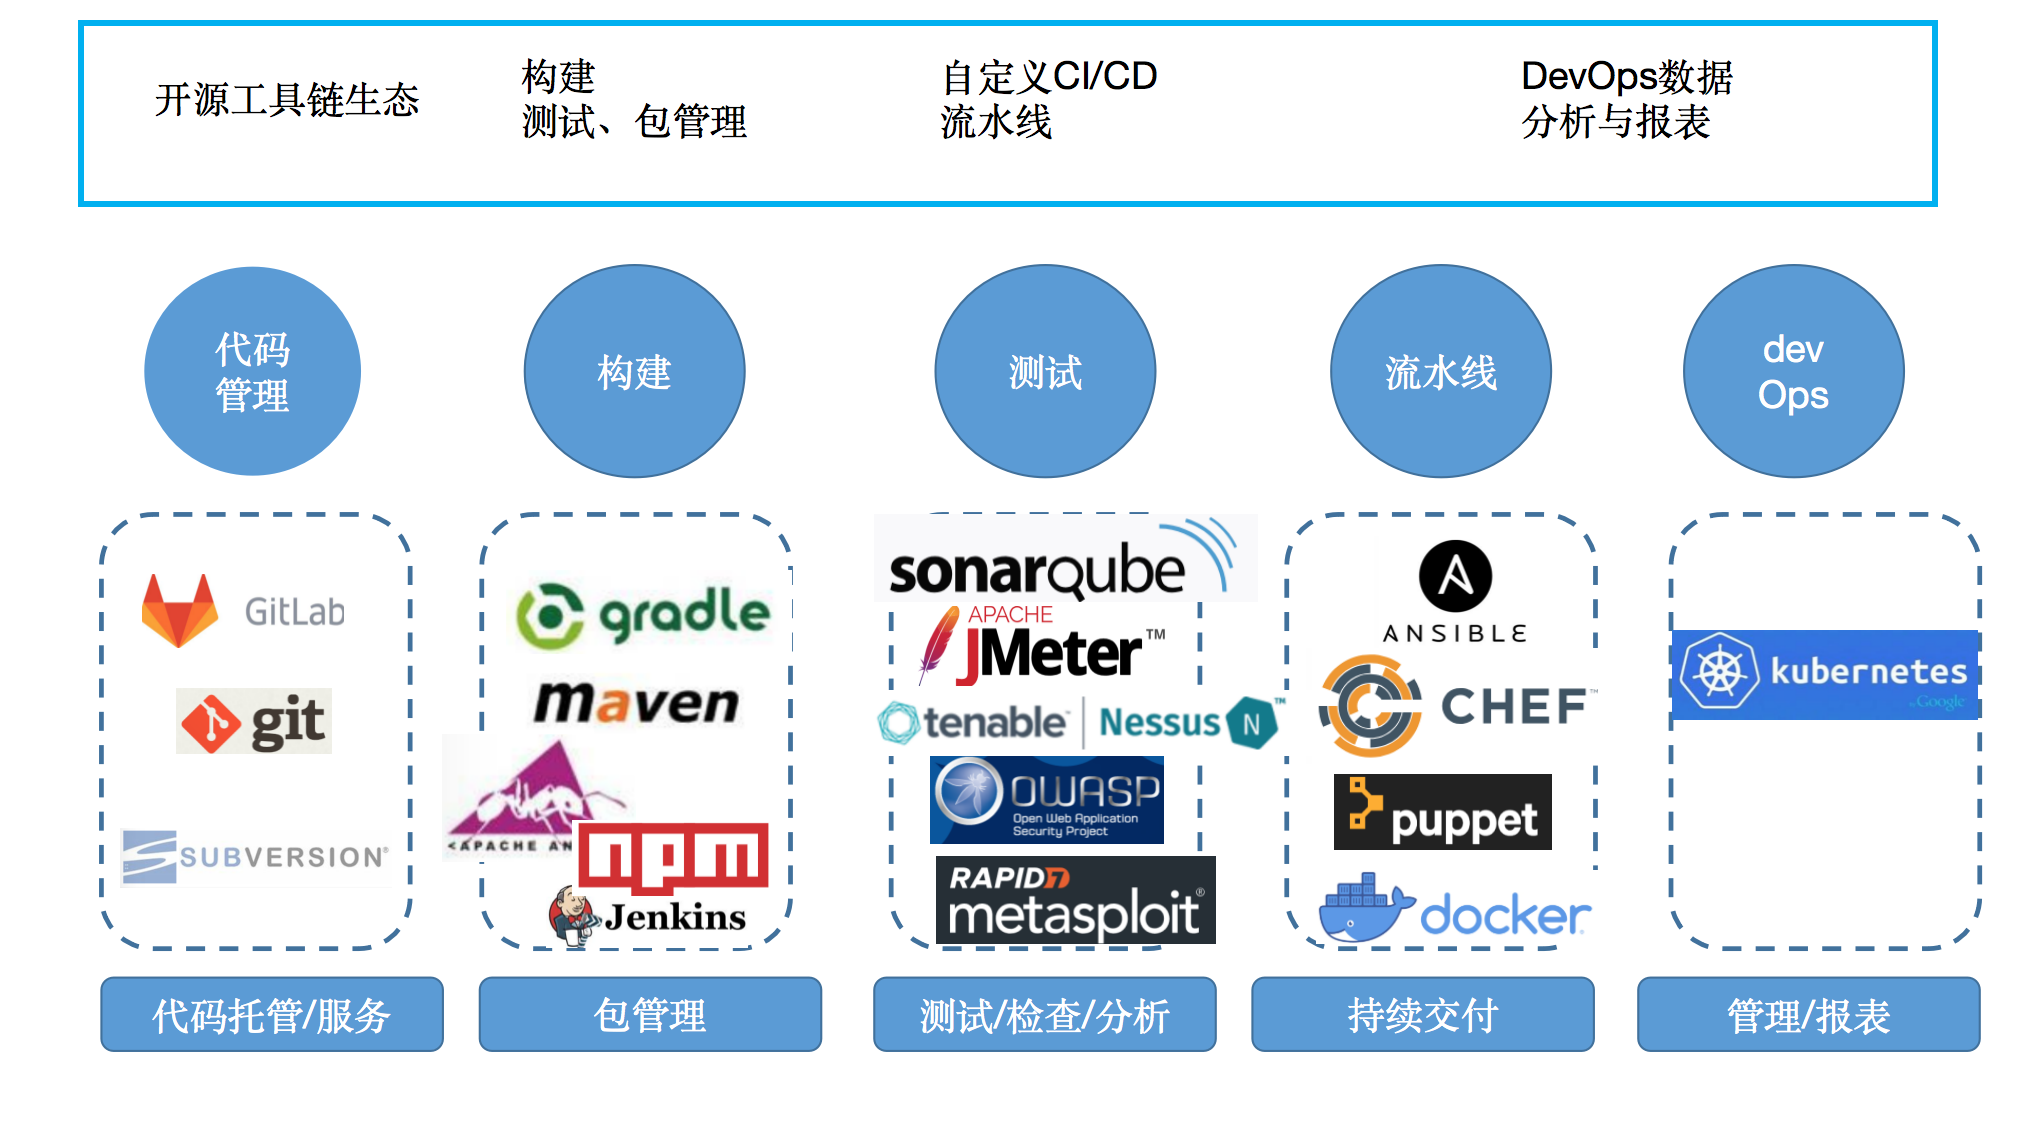 开源工具链生态
构建
测试、包管理
自定义CI/CD
流水线
DevOps数据
分析与报表
代码
管理
构建
测试
流水线
dev
Ops
GitLab
git
SUBVERSION®
gradle
maven
<APACHE AN
npm
Jenkins
sonarqube
APACHE
JMeter™
tenable™ | Nessus N™
OWASP
Open Web Application
Security Project
RAPID7
metasploit®
ANSIBLE
CHEF™
puppet
docker
kubernetes
by Google
代码托管/服务
包管理
测试/检查/分析
持续交付
管理/报表